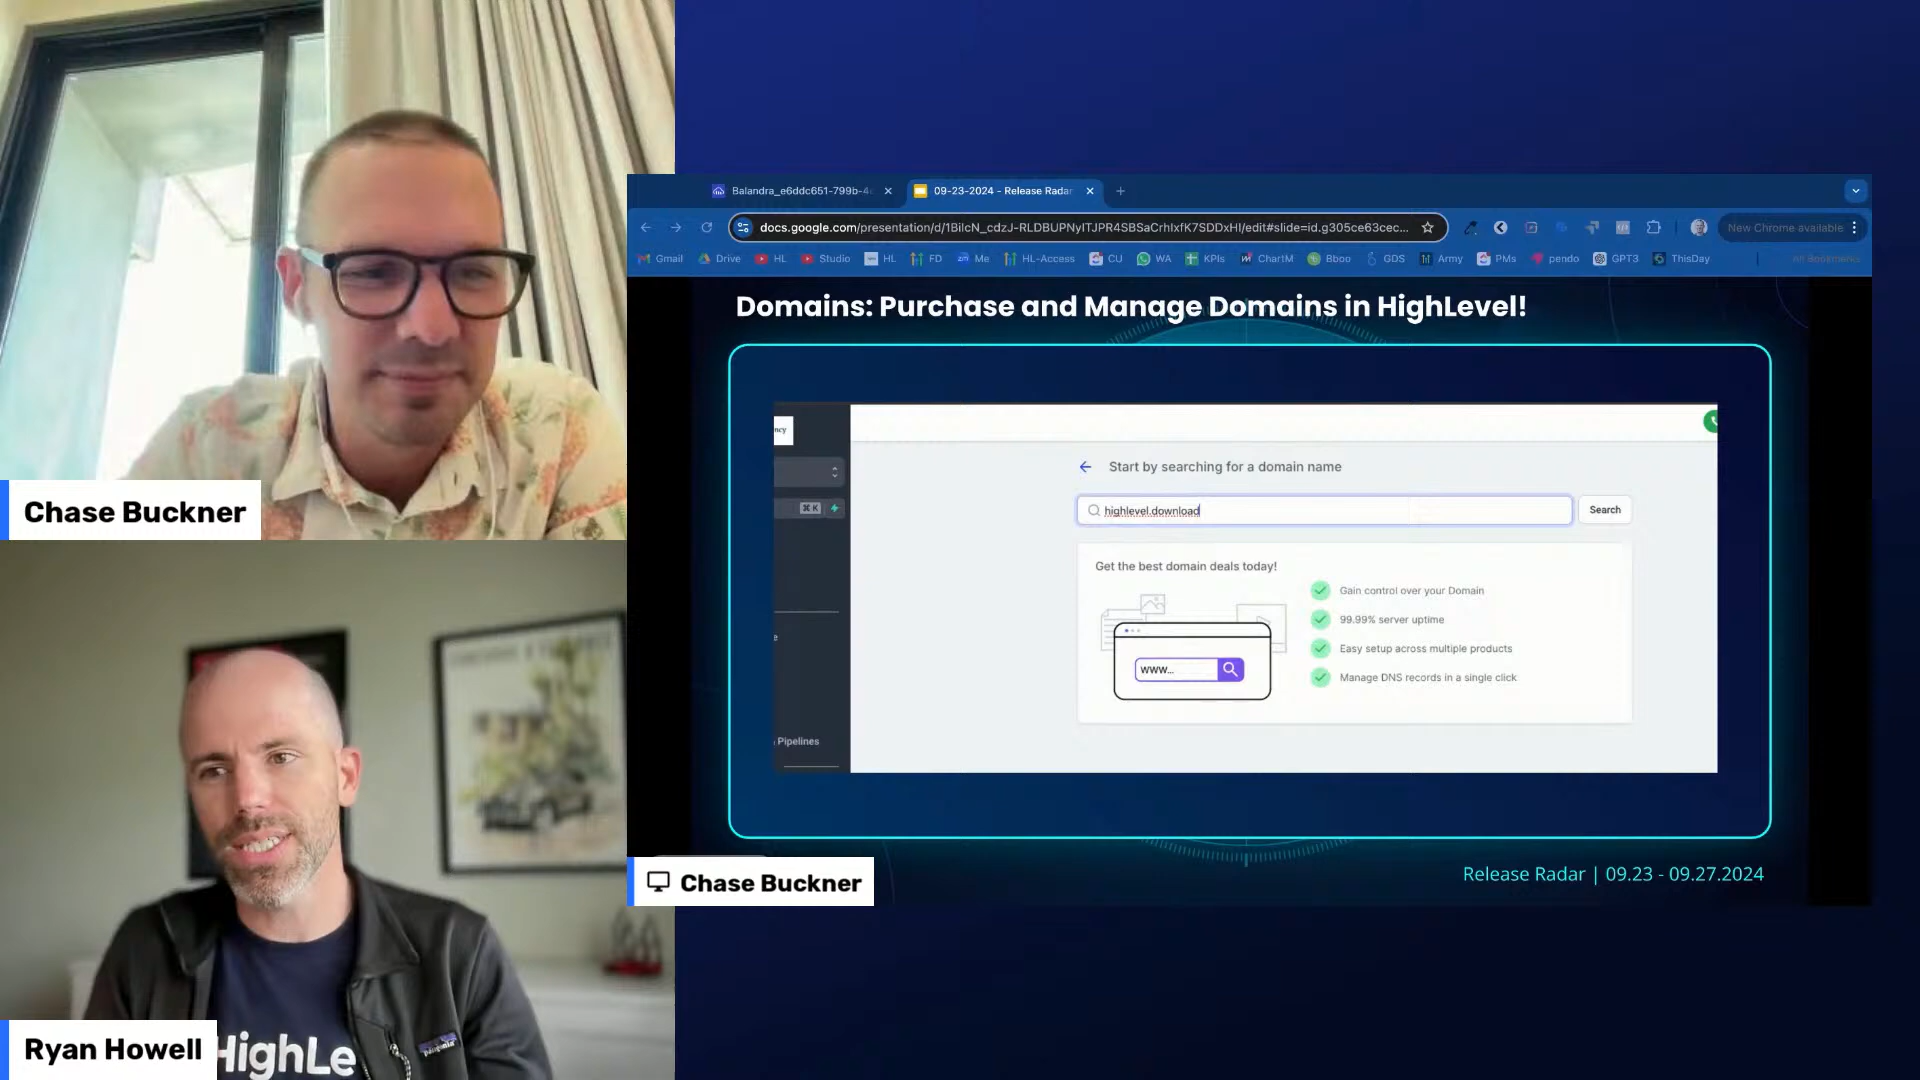 Chase Buckner
Ryan Howell
HighLe
patagonia
Balandra_e6ddc651-799b-4
09-23-2024 - Release Radar
docs.google.com/presentation/d/1BilcN_cdzJ-RLDBUPNyITJPR4SBSaCrhIxfK7SDDxHI/edit#slide=id.g305ce63cec...
New Chrome available
Gmail Drive HL Studio HL FD Me HL-Access CU WA KPIs ChartM Bboo GDS Army PMs pendo GPT3 ThisDay All Bookmarks
Domains: Purchase and Manage Domains in HighLevel!
ncy
⌘ K
e
Pipelines
Start by searching for a domain name
highlevel.download
Search
Get the best domain deals today!
www...
Gain control over your Domain
99.99% server uptime
Easy setup across multiple products
Manage DNS records in a single click
Chase Buckner
Release Radar | 09.23 - 09.27.2024